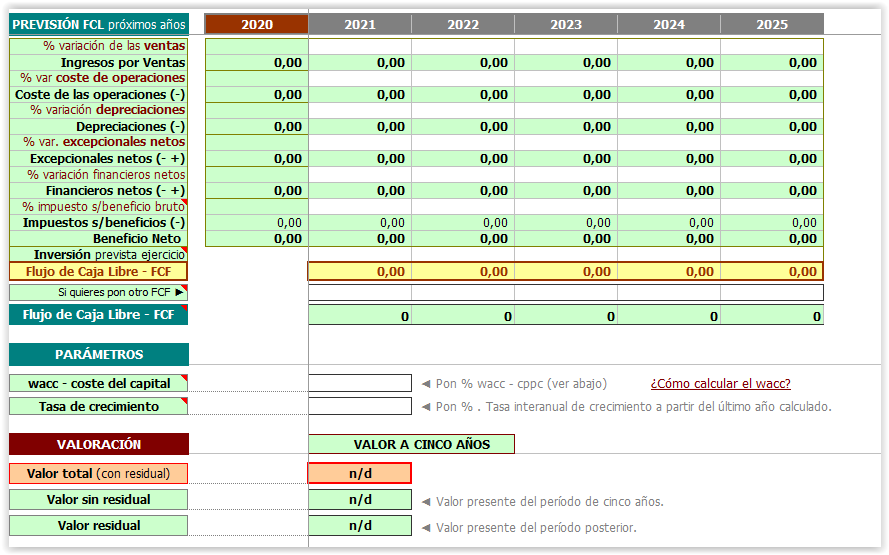 PREVISIÓN FCL próximos años 2020 2021 2022 2023 2024 2025
% variación de las ventas
Ingresos por Ventas 0,00 0,00 0,00 0,00 0,00 0,00
% var coste de operaciones
Coste de las operaciones (-) 0,00 0,00 0,00 0,00 0,00 0,00
% variación depreciaciones
Depreciaciones (-) 0,00 0,00 0,00 0,00 0,00 0,00
% var. excepcionales netos
Excepcionales netos (- +) 0,00 0,00 0,00 0,00 0,00 0,00
% variación financieros netos
Financieros netos (- +) 0,00 0,00 0,00 0,00 0,00 0,00
% impuesto s/beneficio bruto
Impuestos s/beneficios (-) 0,00 0,00 0,00 0,00 0,00 0,00
Beneficio Neto 0,00 0,00 0,00 0,00 0,00 0,00
Inversión prevista ejercicio
Flujo de Caja Libre - FCF 0,00 0,00 0,00 0,00 0,00
Si quieres pon otro FCF ►
Flujo de Caja Libre - FCF 0 0 0 0 0
PARÁMETROS
wacc - coste del capital ◄ Pon % wacc - cppc (ver abajo) ¿Cómo calcular el wacc?
Tasa de crecimiento ◄ Pon % . Tasa interanual de crecimiento a partir del último año calculado.
VALORACIÓN VALOR A CINCO AÑOS
Valor total (con residual) n/d
Valor sin residual n/d ◄ Valor presente del período de cinco años.
Valor residual n/d ◄ Valor presente del período posterior.